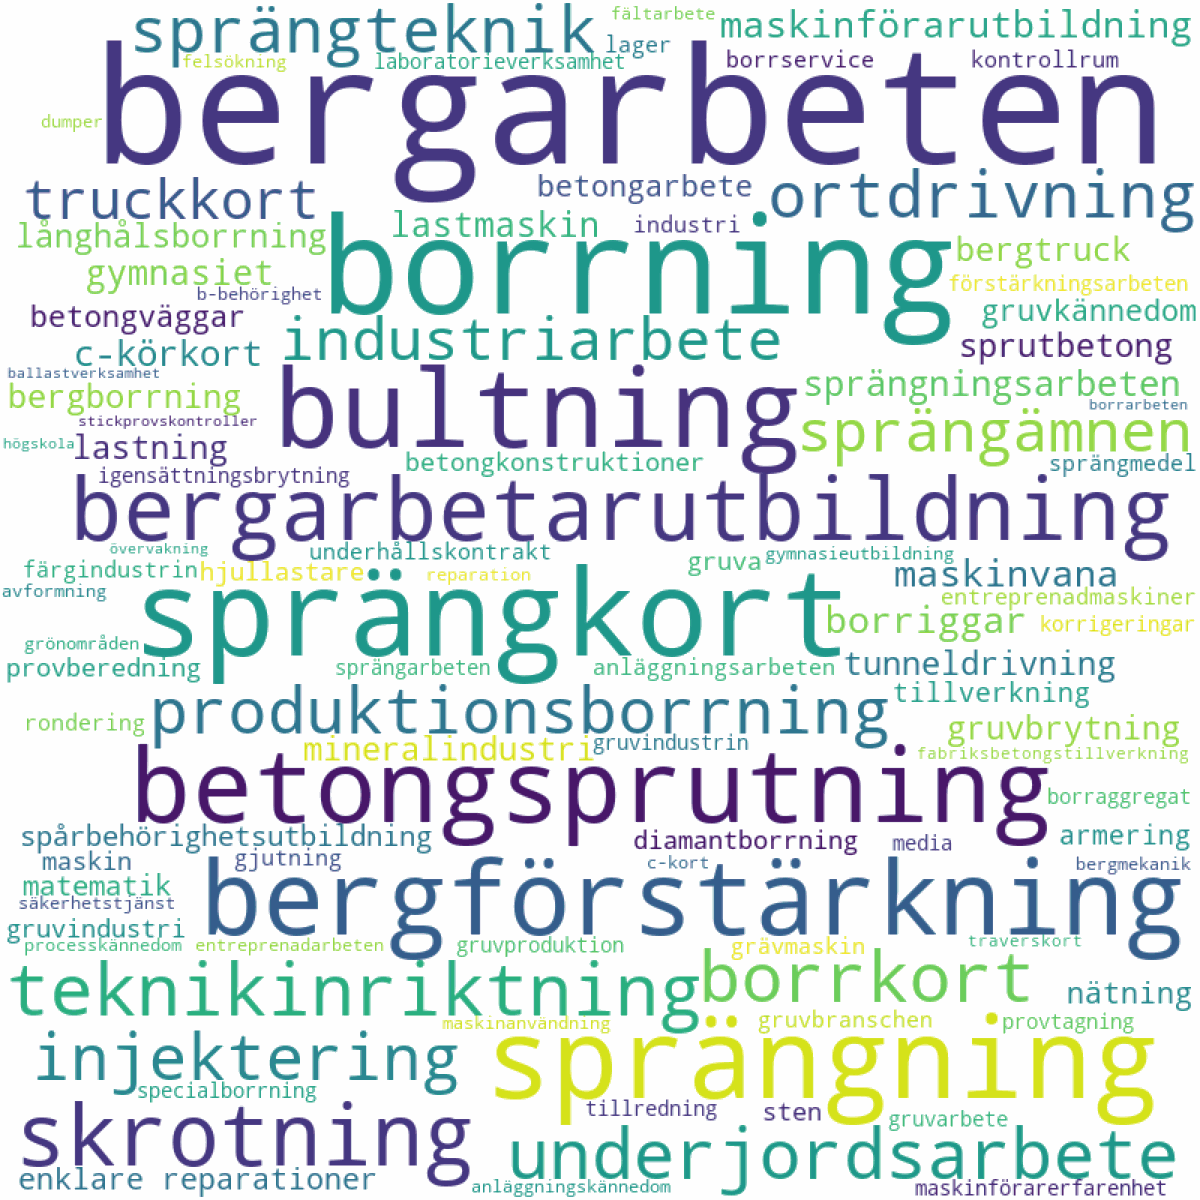 fältarbete
sprängteknik
maskinförarutbildning
lager
felsökning
laboratorieverksamhet
borrservice
kontrollrum
bergarbeten
dumper
truckkort
betongarbete
ortdrivning
långhålsborrning
lastmaskin
industri
borrning
bergtruck
gymnasiet
förstärkningsarbeten
b-behörighet
gruvkännedom
betongväggar
industriarbete
sprutbetong
c-körkort
ballastverksamhet
bultning
sprängningsarbeten
bergborrning
borrarbeten
stickprovskontroller
sprängämnen
högskola
lastning
betongkonstruktioner
sprängmedel
igensättningsbrytning
bergarbetarutbildning
övervakning
underhållskontrakt
gruva
gymnasieutbildning
färgindustrin
hjullastare
reparation
maskinvana
avformning
sprängkort
entreprenadmaskiner
borriggar
korrigeringar
grönområden
provberedning
sprängarbeten
anläggningsarbeten
tunneldrivning
produktionsborrning
tillverkning
rondering
mineralindustri
gruvindustrin
gruvbrytning
fabriksbetongstillverkning
betongsprutning
borraggregat
spårbehörighetsutbildning
diamantborrning
media
armering
maskin
gjutning
c-kort
bergmekanik
matematik
bergförstärkning
säkerhetstjänst
gruvindustri
processkännedom
entreprenadarbeten
gruvproduktion
grävmaskin
traverskort
teknikinriktning
borrkort
nätning
maskinanvändning
gruvbranschen
provtagning
injektering
sprängning
specialborrning
tillredning
sten
gruvarbete
skrotning
underjordsarbete
enklare reparationer
anläggningskännedom
maskinförarerfarenhet